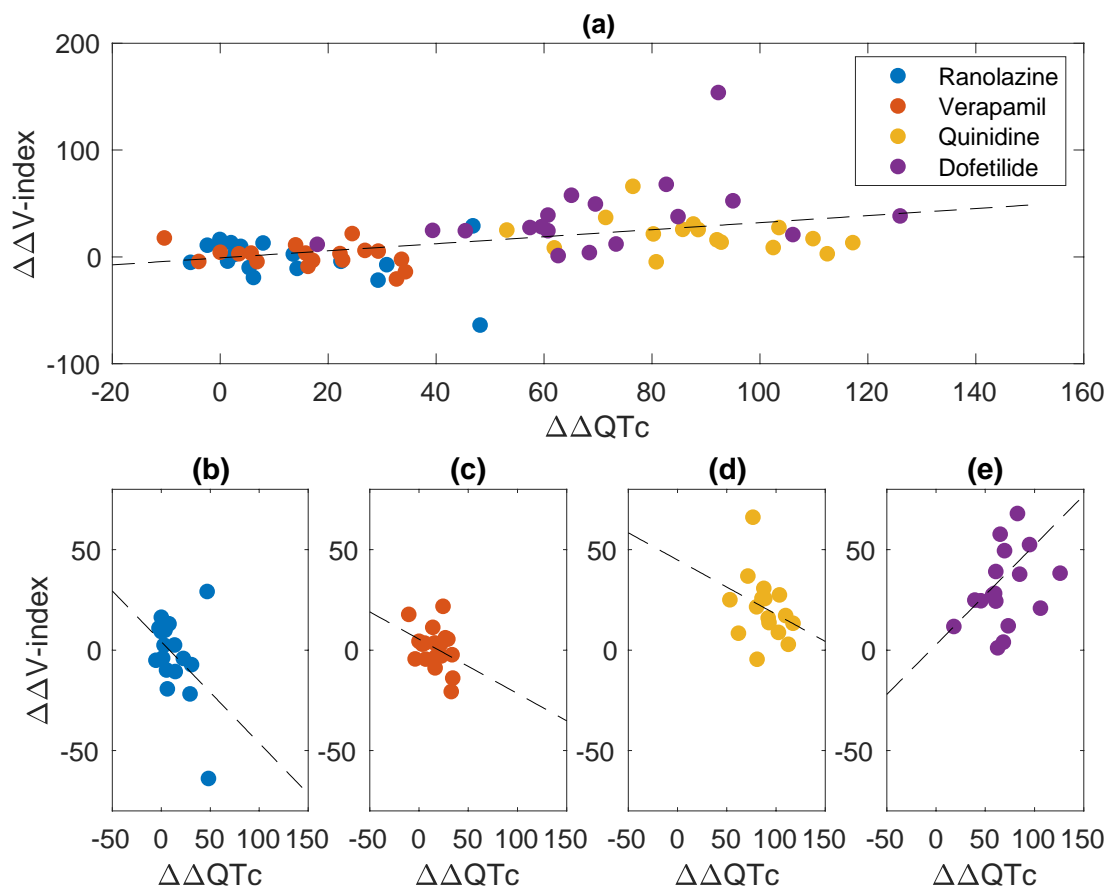 (a)
200
100
0
-100
ΔΔV-index
-20 0 20 40 60 80 100 120 140 160
ΔΔQTc
Ranolazine
Verapamil
Quinidine
Dofetilide
(b) (c) (d) (e)
ΔΔV-index
50 50 50 50
0 0 0 0
-50 -50 -50 -50
-50 0 50 100 150 -50 0 50 100 150 -50 0 50 100 150 -50 0 50 100 150
ΔΔQTc ΔΔQTc ΔΔQTc ΔΔQTc